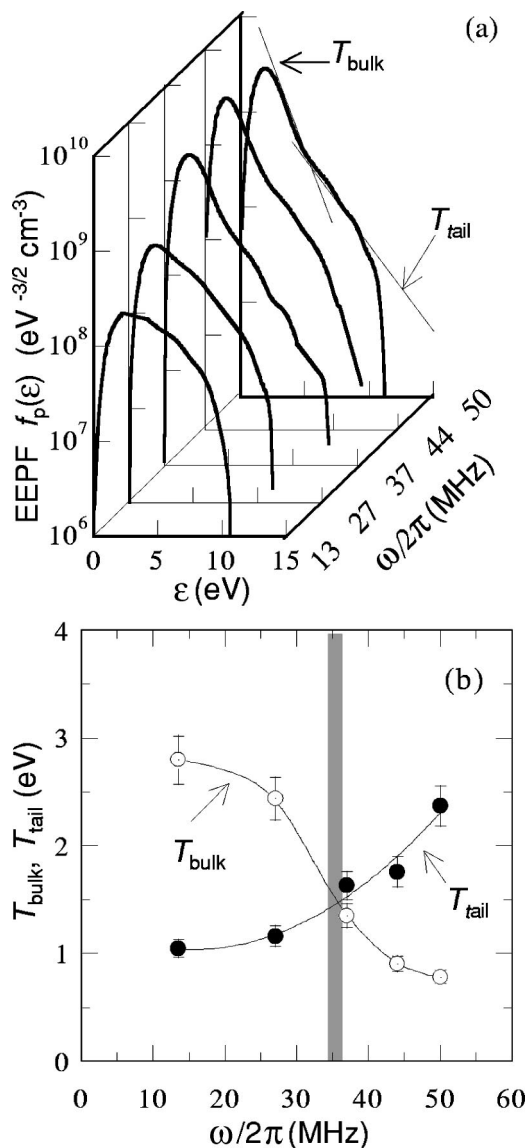 (a)
T_bulk
T_tail
EEPF f_p(ε) (eV^-3/2 cm^-3)
10^10
10^9
10^8
10^7
10^6
0 5 10 15
ε (eV)
13 27 37 44 50
ω/2π (MHz)
(b)
T_bulk, T_tail (eV)
4
3
2
1
0
T_bulk
T_tail
0 10 20 30 40 50 60
ω/2π (MHz)